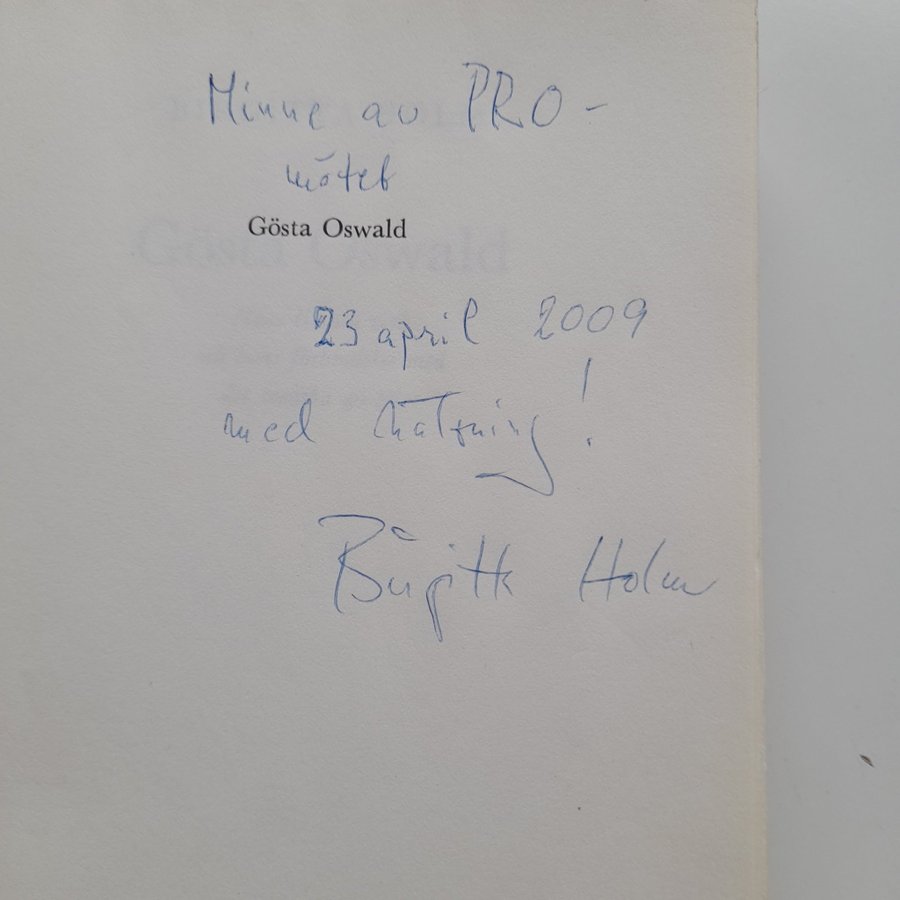 Minne av PRO-
mötet
Gösta Oswald
23 april 2009
med hälsning!
Birgitta Holm